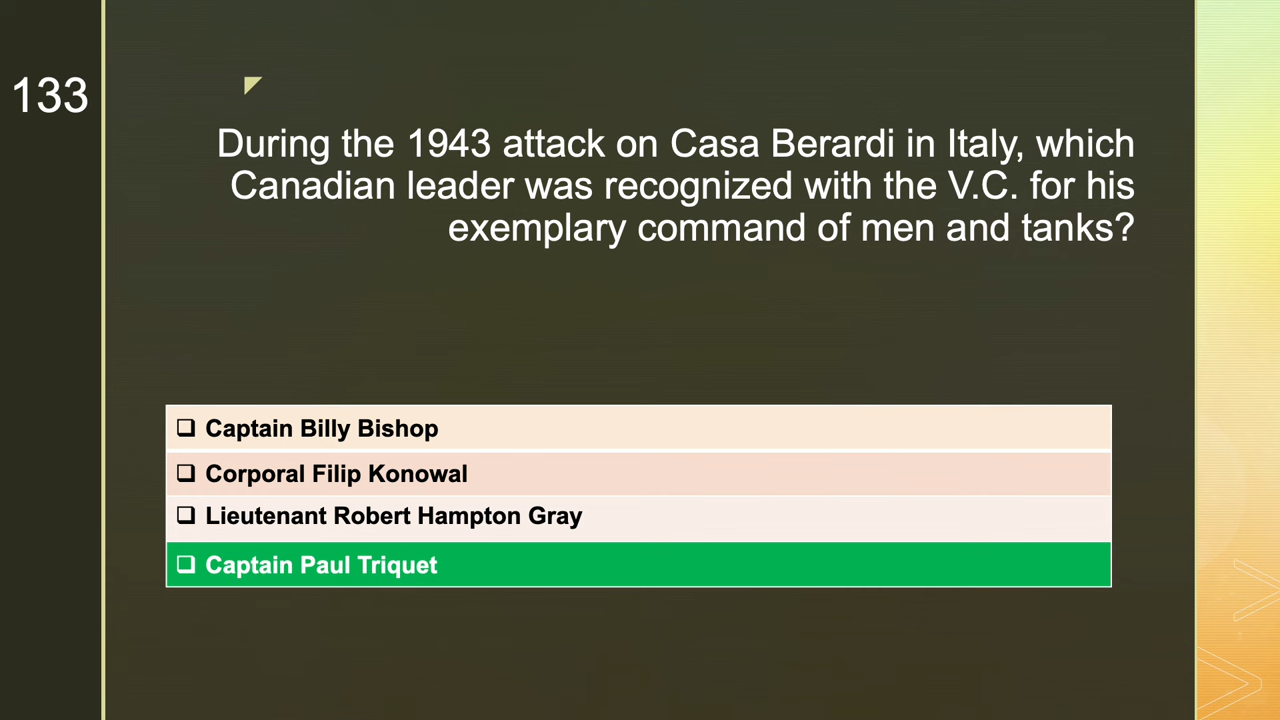 133
During the 1943 attack on Casa Berardi in Italy, which
Canadian leader was recognized with the V.C. for his
exemplary command of men and tanks?
❑ Captain Billy Bishop
❑ Corporal Filip Konowal
❑ Lieutenant Robert Hampton Gray
❑ Captain Paul Triquet